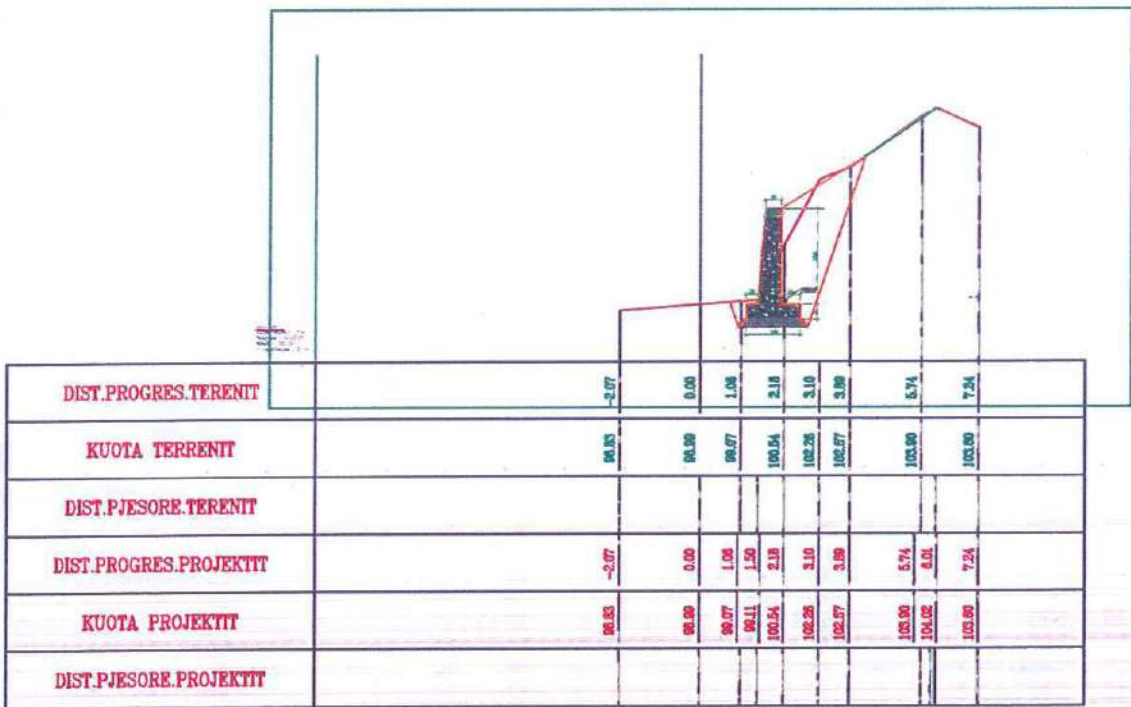 DIST.PROGRES.TERENIT -2.07 0.00 1.08 2.18 3.10 3.89 5.74 7.24
KUOTA TERRENIT 98.83 98.99 99.07 100.54 102.28 102.67 103.90 103.60
DIST.PJESORE.TERENIT
DIST.PROGRES.PROJEKTIT -2.07 0.00 1.08 1.50 2.18 3.10 3.89 5.74 6.01 7.24
KUOTA PROJEKTIT 98.83 98.99 99.07 99.11 100.54 102.28 102.67 103.90 104.02 103.60
DIST.PJESORE.PROJEKTIT